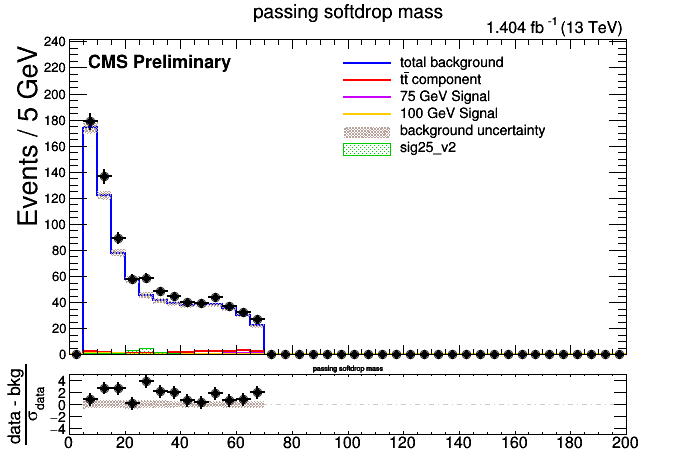 passing softdrop mass
1.404 fb⁻¹ (13 TeV)
CMS Preliminary
total background
tt̄ component
75 GeV Signal
100 GeV Signal
background uncertainty
sig25_v2
Events / 5 GeV
240
220
200
180
160
140
120
100
80
60
40
20
0
passing softdrop mass
data - bkg
σ data
4
2
0
−2
−4
0 20 40 60 80 100 120 140 160 180 200